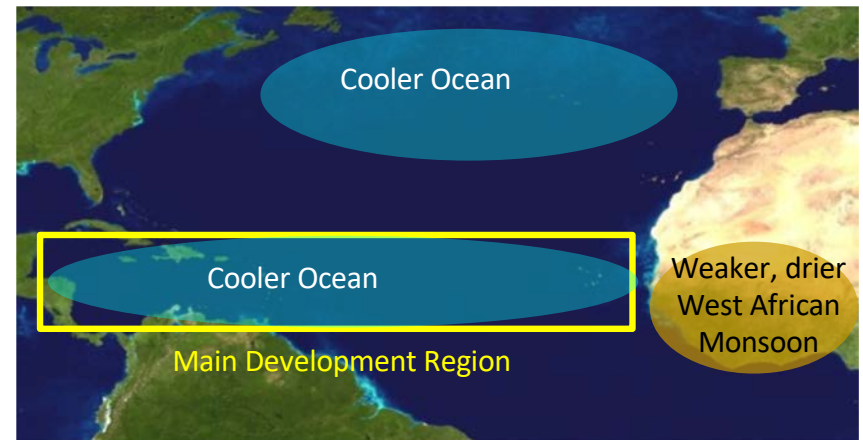 Cooler Ocean
Cooler Ocean
Weaker, drier
West African
Monsoon
Main Development Region